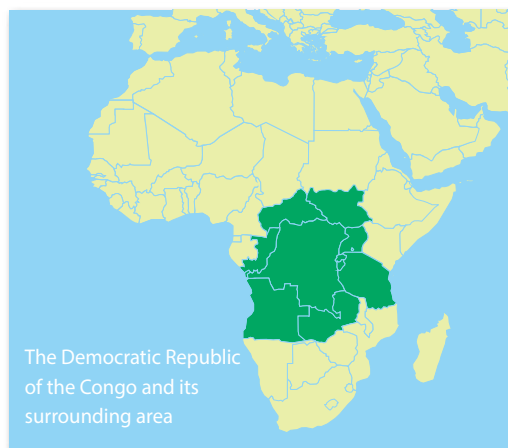 The Democratic Republic
of the Congo and its
surrounding area